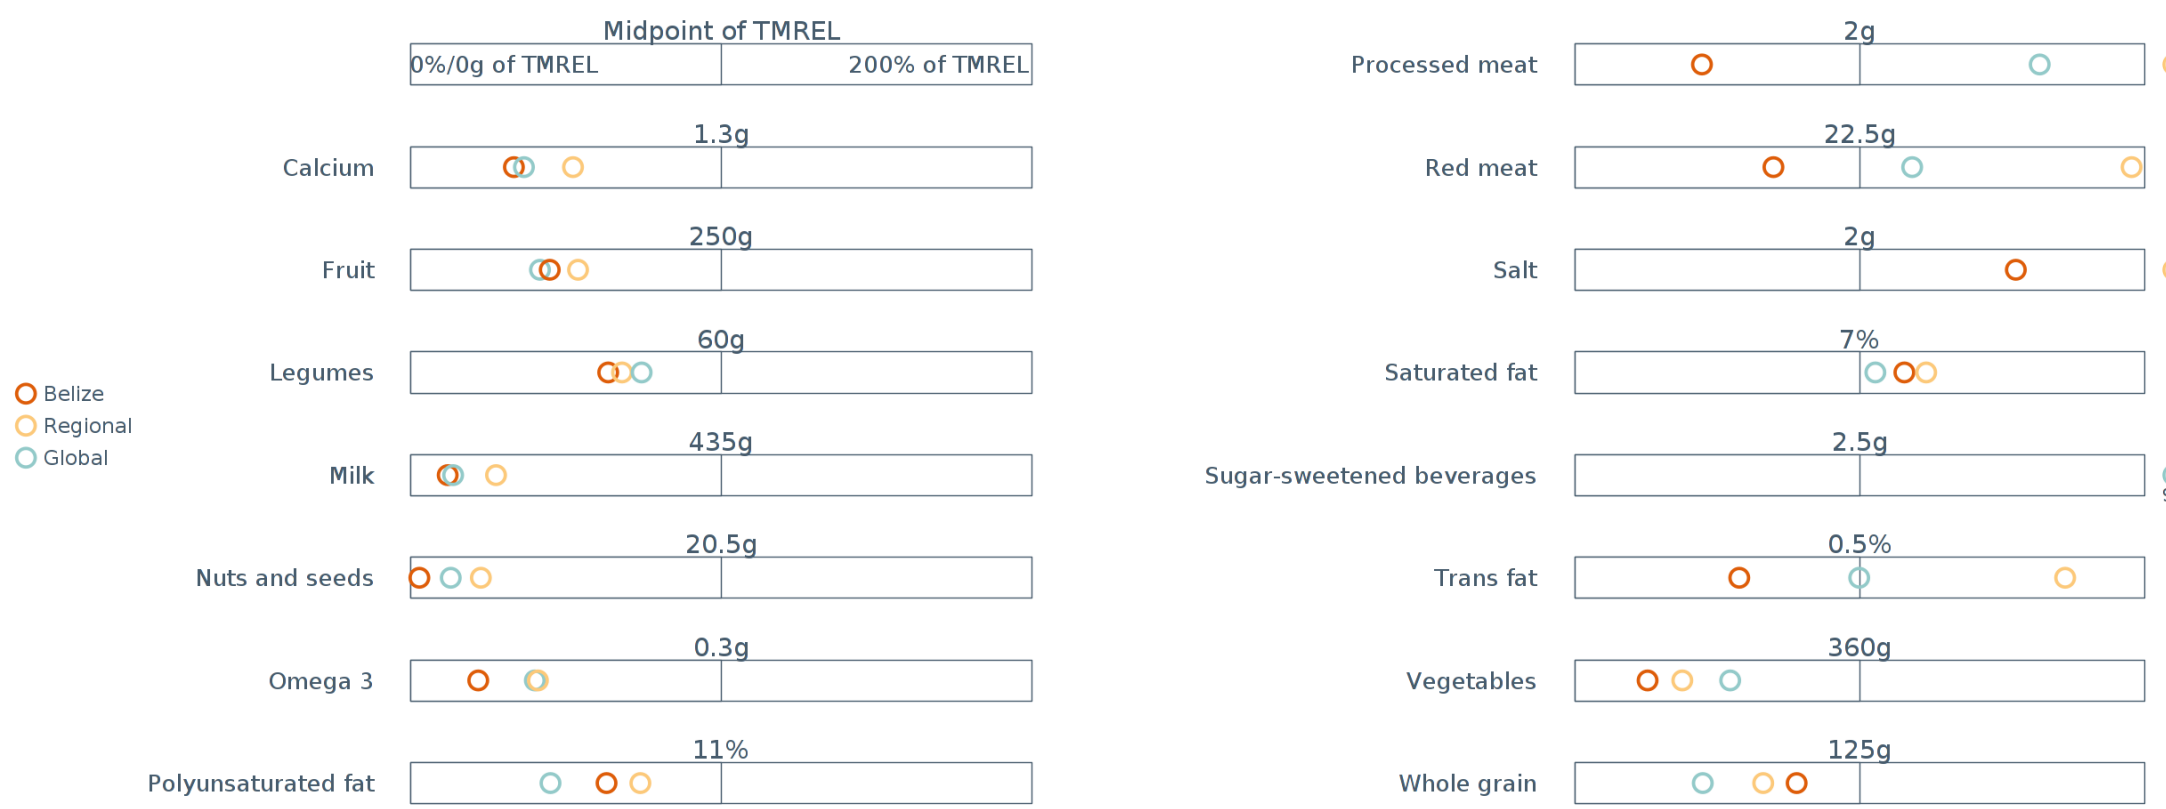 Midpoint of TMREL
0%/0g of TMREL
200% of TMREL
1.3g
Calcium
250g
Fruit
60g
Legumes
435g
Milk
20.5g
Nuts and seeds
0.3g
Omega 3
11%
Polyunsaturated fat
Belize
Regional
Global
2g
Processed meat
22.5g
Red meat
2g
Salt
7%
Saturated fat
2.5g
Sugar-sweetened beverages
0.5%
Trans fat
360g
Vegetables
125g
Whole grain